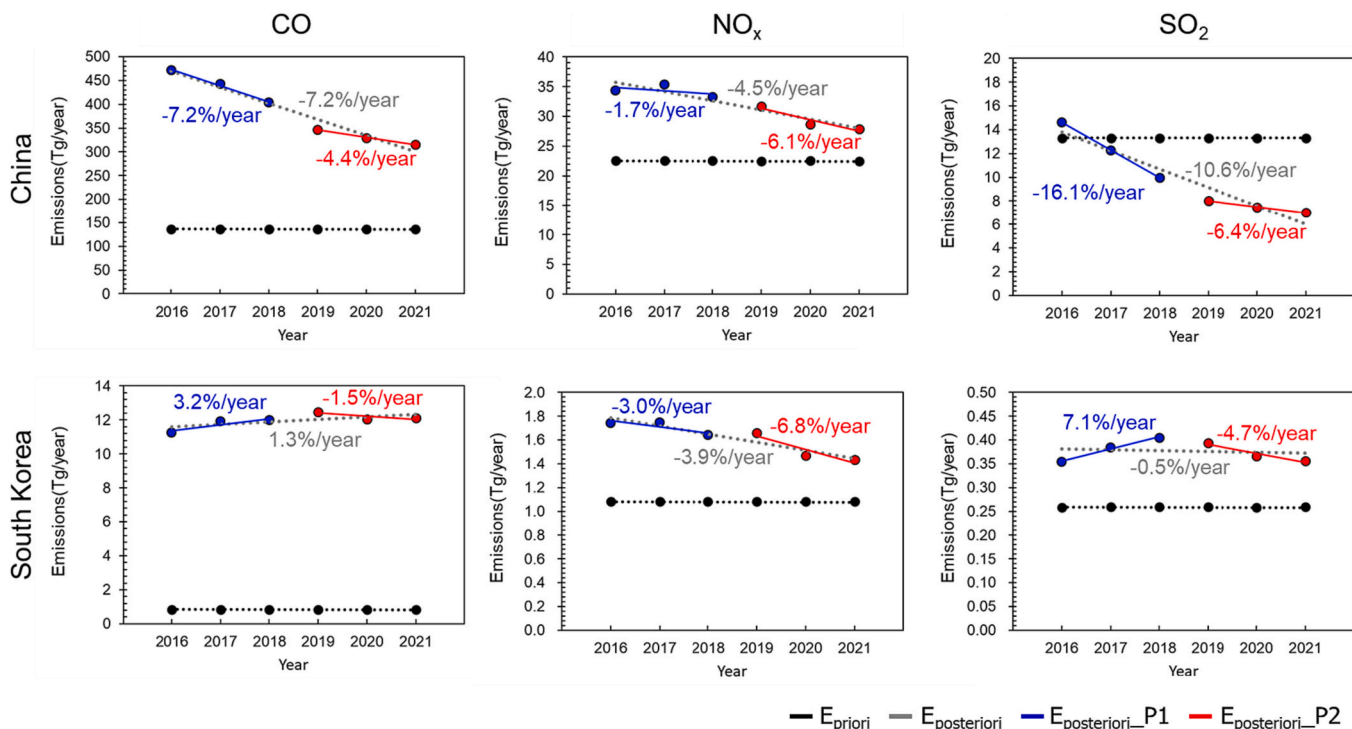 CO
NOₓ
SO₂
China
Emissions(Tg/year)
500
450
400
350
300
250
200
150
100
50
0
-7.2%/year
-7.2%/year
-4.4%/year
2016 2017 2018 2019 2020 2021
Year
Emissions(Tg/year)
40
35
30
25
20
15
10
5
0
-4.5%/year
-1.7%/year
-6.1%/year
2016 2017 2018 2019 2020 2021
Year
Emissions(Tg/year)
20
18
16
14
12
10
8
6
4
2
0
-10.6%/year
-16.1%/year
-6.4%/year
2016 2017 2018 2019 2020 2021
Year
South Korea
Emissions(Tg/year)
14
12
10
8
6
4
2
0
3.2%/year
-1.5%/year
1.3%/year
2016 2017 2018 2019 2020 2021
Year
Emissions(Tg/year)
2.0
1.8
1.6
1.4
1.2
1.0
0.8
0.6
0.4
0.2
0.0
-3.0%/year
-6.8%/year
-3.9%/year
2016 2017 2018 2019 2020 2021
Year
Emissions(Tg/year)
0.50
0.45
0.40
0.35
0.30
0.25
0.20
0.15
0.10
0.05
0.00
7.1%/year
-4.7%/year
-0.5%/year
2016 2017 2018 2019 2020 2021
Year
Epriori Eposteriori Eposteriori_P1 Eposteriori_P2